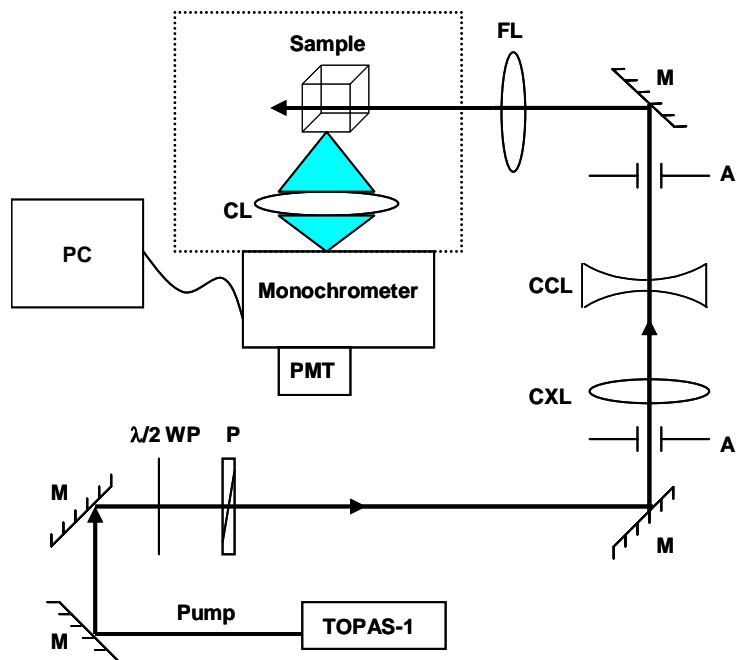 Sample
FL
M
A
CL
PC
CCL
Monochrometer
PMT
CXL
λ/2 WP
P
A
M
M
Pump
M
TOPAS-1